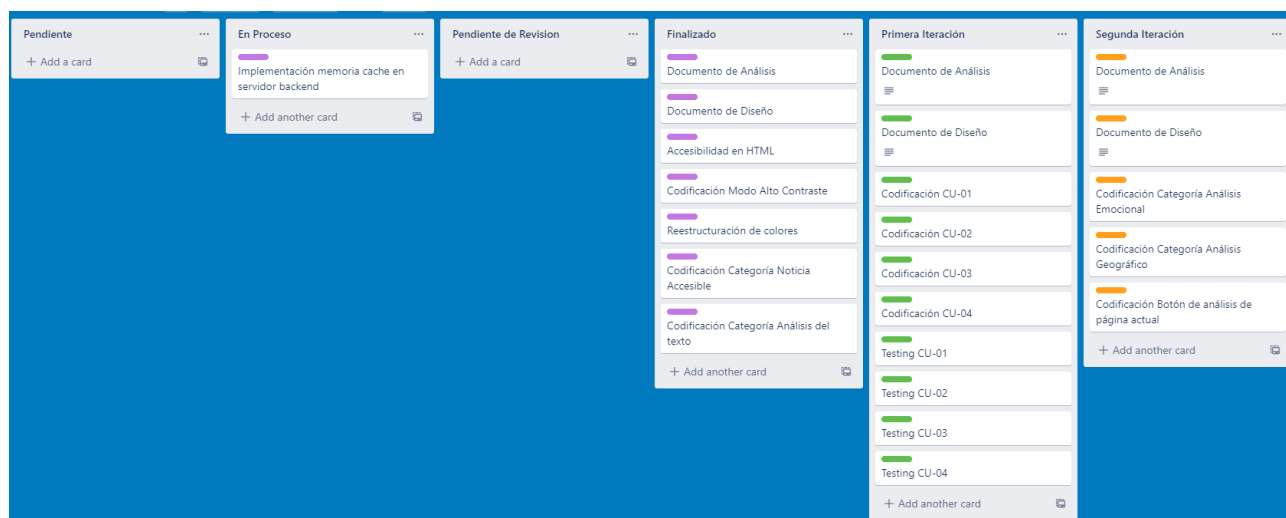 Pendiente
+ Add a card
En Proceso
Implementación memoria cache en
servidor backend
+ Add another card
Pendiente de Revision
+ Add a card
Finalizado
Documento de Análisis
Documento de Diseño
Accesibilidad en HTML
Codificación Modo Alto Contraste
Reestructuración de colores
Codificación Categoría Noticia
Accesible
Codificación Categoría Análisis del
texto
+ Add another card
Primera Iteración
Documento de Análisis
Documento de Diseño
Codificación CU-01
Codificación CU-02
Codificación CU-03
Codificación CU-04
Testing CU-01
Testing CU-02
Testing CU-03
Testing CU-04
+ Add another card
Segunda Iteración
Documento de Análisis
Documento de Diseño
Codificación Categoría Análisis
Emocional
Codificación Categoría Análisis
Geográfico
Codificación Botón de análisis de
página actual
+ Add another card